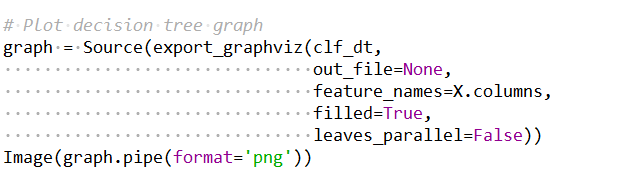 # Plot decision tree graph
graph = Source(export_graphviz(clf_dt,
                               out_file=None,
                               feature_names=X.columns,
                               filled=True,
                               leaves_parallel=False))
Image(graph.pipe(format='png'))